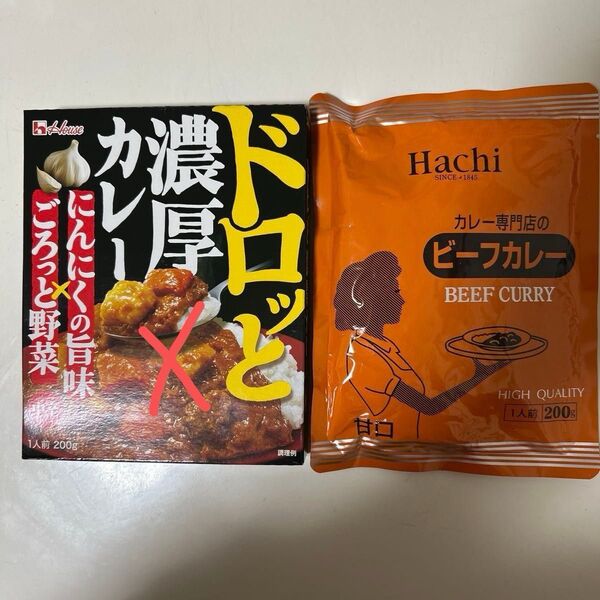 House
ドロッと
濃厚
カレー
にんにくの旨味
×
ごろっと野菜
1人前 200g
調理例
Hachi
SINCE・1845
カレー専門店の
ビーフカレー
BEEF CURRY
HIGH QUALITY
1人前 200g
甘口